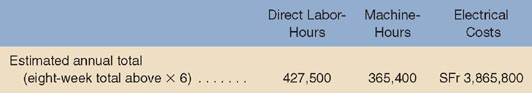 Direct Labor- Machine- Electrical
Hours Hours Costs
Estimated annual total
(eight-week total above × 6) ....... 427,500 365,400 SFr 3,865,800